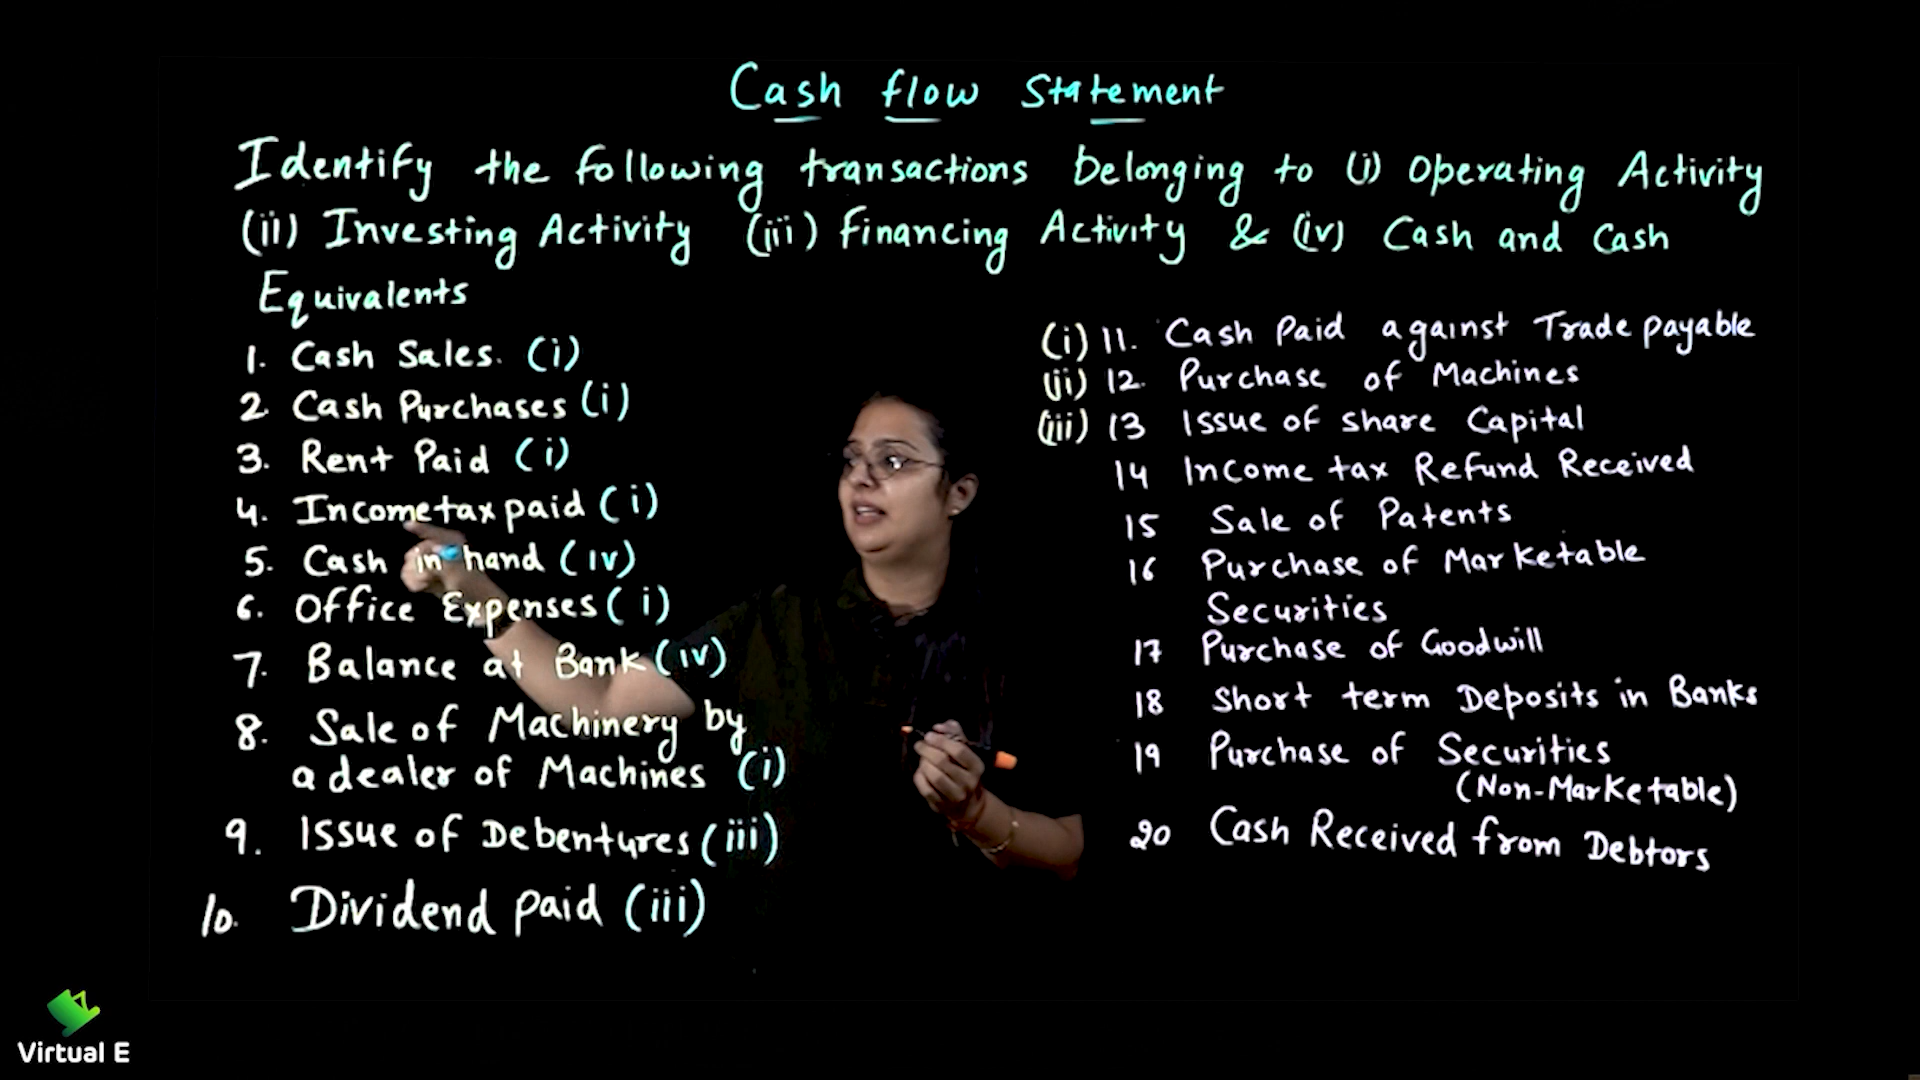 Cash flow Statement
Identify the following transactions belonging to (i) Operating Activity
(ii) Investing Activity (iii) Financing Activity & (iv) Cash and Cash
Equivalents
1. Cash Sales. (i)
2. Cash Purchases (i)
3. Rent Paid (i)
4. Income tax paid (i)
5. Cash in hand (iv)
6. Office Expenses (i)
7. Balance at Bank (iv)
8. Sale of Machinery by
a dealer of Machines (i)
9. Issue of Debentures (iii)
10. Dividend paid (iii)
(i) 11. Cash Paid against Trade payable
(ii) 12. Purchase of Machines
(iii) 13 Issue of share Capital
14 Income tax Refund Received
15 Sale of Patents
16 Purchase of Marketable
Securities
17 Purchase of Goodwill
18 Short term Deposits in Banks
19 Purchase of Securities
(Non-Marketable)
20 Cash Received from Debtors
Virtual E